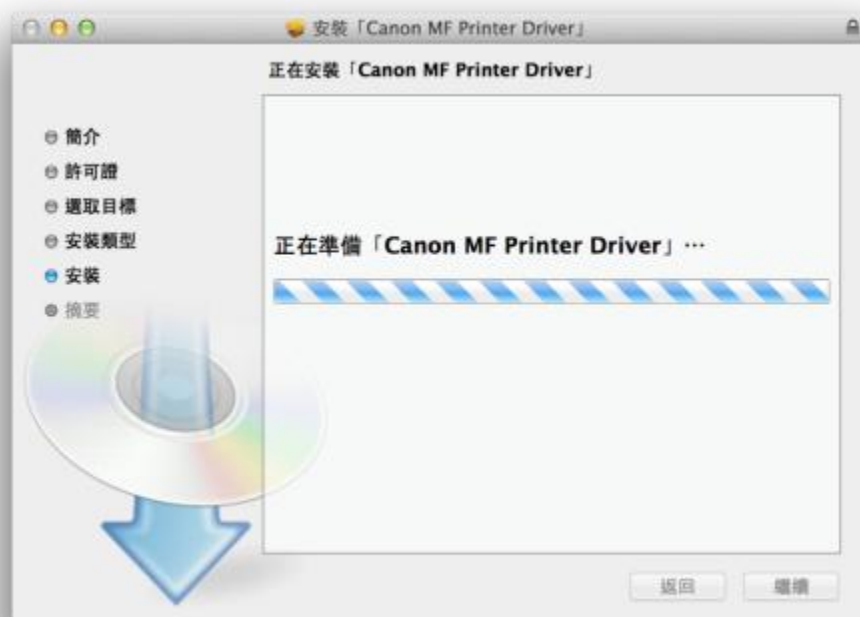 安裝「Canon MF Printer Driver」
正在安裝「Canon MF Printer Driver」
簡介
許可證
選取目標
安裝類型
安裝
摘要
正在準備「Canon MF Printer Driver」⋯
返回
繼續